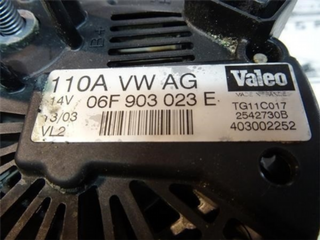 B+
110A VW AG
Valeo
14V 06F 903 023 E
TG11C017
13/03
2542730B
VL2
403002252